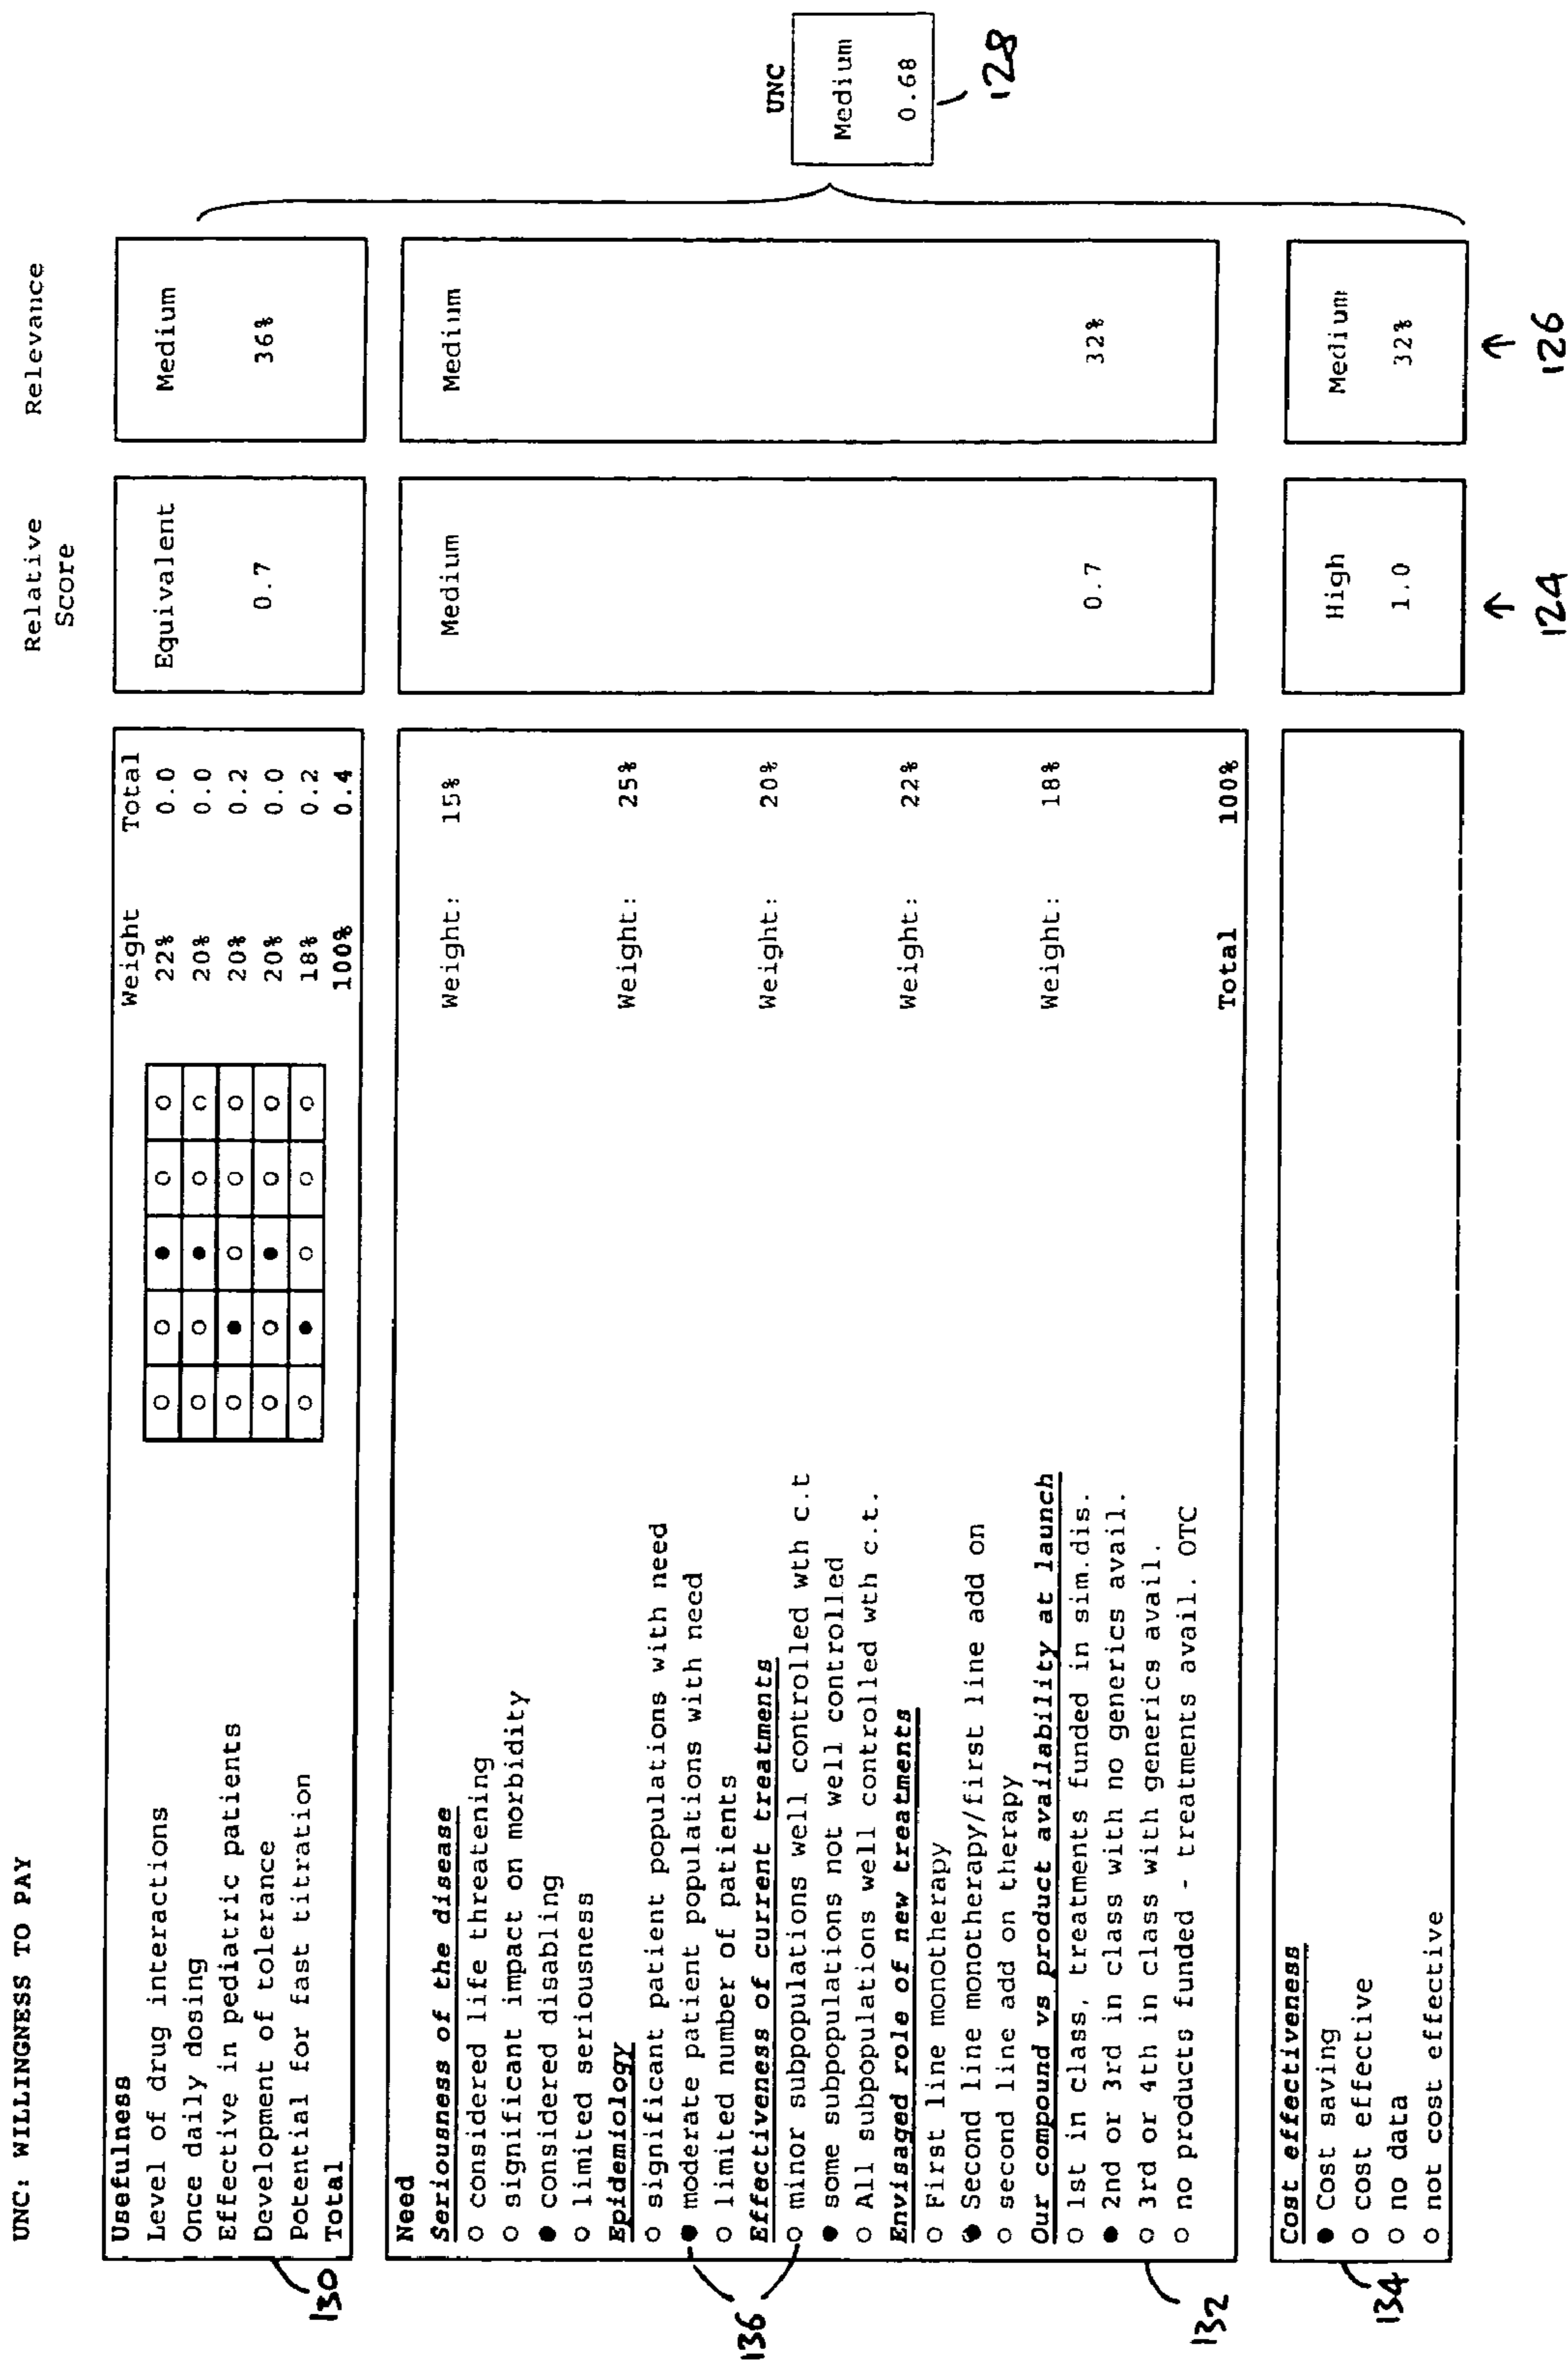 UNC: WILLINGNESS TO PAY
Relative Score
Relevance
Usefulness
Weight Total
Level of drug interactions 22% 0.0
Once daily dosing 20% 0.0
Effective in pediatric patients 20% 0.2
Development of tolerance 20% 0.0
Potential for fast titration 18% 0.2
Total 100% 0.4
Equivalent
0.7
Medium
36%
130
Need
Seriousness of the disease Weight: 15%
considered life threatening
significant impact on morbidity
considered disabling
limited seriousness
Epidemiology Weight: 25%
significant patient populations with need
moderate patient populations with need
limited number of patients
Effectiveness of current treatments Weight: 20%
minor subpopulations well controlled wth c.t
some subpopulations not well controlled
All subpopulations well controlled wth c.t.
Envisaged role of new treatments Weight: 22%
First line monotherapy
Second line monotherapy/first line add on
second line add on therapy
Our compound vs product availability at launch Weight: 18%
1st in class, treatments funded in sim.dis.
2nd or 3rd in class with no generics avail.
3rd or 4th in class with generics avail.
no products funded - treatments avail. OTC
Total 100%
Medium
0.7
Medium
32%
136
132
Cost effectiveness
Cost saving
cost effective
no data
not cost effective
High
1.0
Medium
32%
134
↑
124
↑
126
UNC
Medium
0.68
128